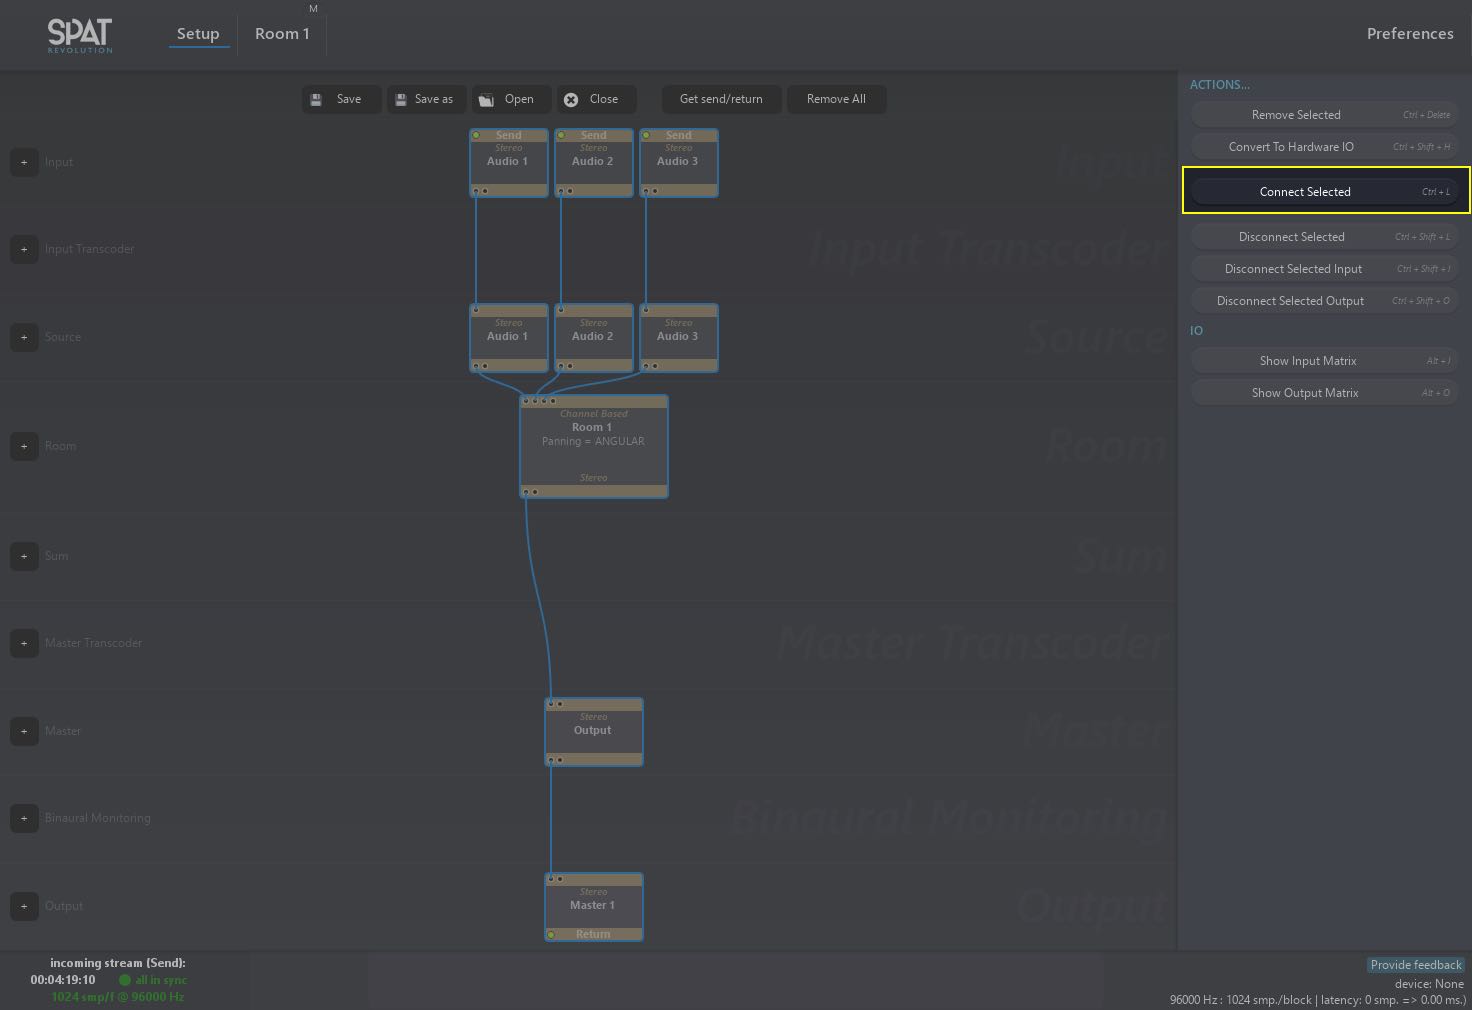 SPAT
REVOLUTION
Setup
Room 1
M
Preferences
Save
Save as
Open
Close
Get send/return
Remove All
ACTIONS...
Remove Selected
Ctrl + Delete
Convert To Hardware IO
Ctrl + Shift + H
Connect Selected
Ctrl + L
Disconnect Selected
Ctrl + Shift + L
Disconnect Selected Input
Ctrl + Shift + I
Disconnect Selected Output
Ctrl + Shift + O
IO
Show Input Matrix
Alt + I
Show Output Matrix
Alt + O
+ Input
Send
Stereo
Audio 1
Send
Stereo
Audio 2
Send
Stereo
Audio 3
Input
+ Input Transcoder
Input Transcoder
+ Source
Stereo
Audio 1
Stereo
Audio 2
Stereo
Audio 3
Source
+ Room
Channel Based
Room 1
Panning = ANGULAR
Stereo
Room
+ Sum
Sum
+ Master Transcoder
Master Transcoder
+ Master
Stereo
Output
Master
+ Binaural Monitoring
Binaural Monitoring
+ Output
Stereo
Master 1
Return
Output
incoming stream (Send):
00:04:19:10 all in sync
1024 smp/f @ 96000 Hz
Provide feedback
device: None
96000 Hz : 1024 smp./block | latency: 0 smp. => 0.00 ms.)